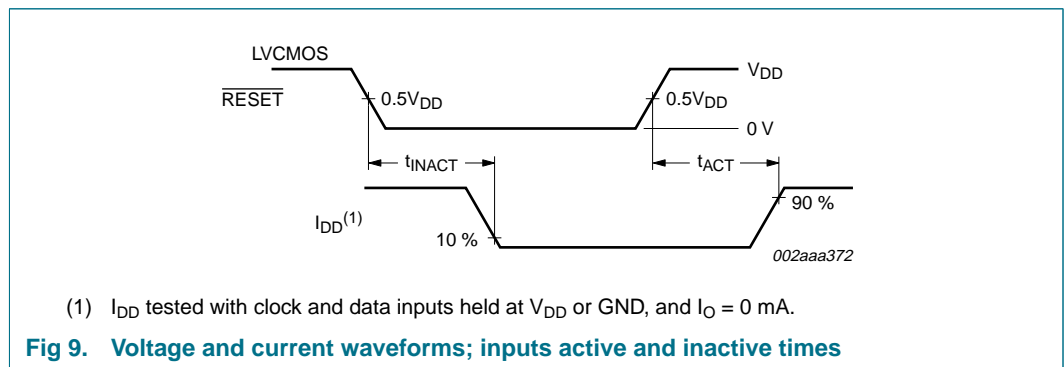 LVCMOS
RESET
0.5VDD
0.5VDD
VDD
0 V
tINACT
tACT
IDD(1)
10 %
90 %
002aaa372
(1) IDD tested with clock and data inputs held at VDD or GND, and IO = 0 mA.
Fig 9. Voltage and current waveforms; inputs active and inactive times